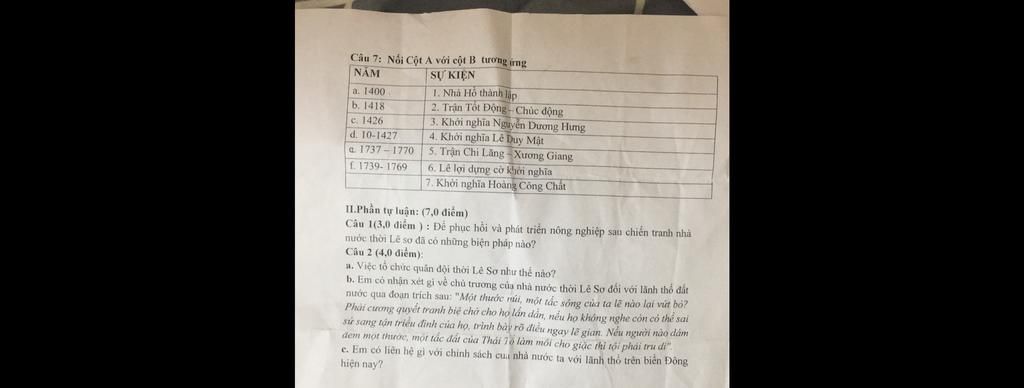 Câu 7: Nối Cột A với cột B tương ứng
NĂM SỰ KIỆN
a. 1400 1. Nhà Hồ thành lập
b. 1418 2. Trận Tốt Động – Chúc động
c. 1426 3. Khởi nghĩa Nguyễn Dương Hưng
d. 10-1427 4. Khởi nghĩa Lê Duy Mật
e. 1737 – 1770 5. Trận Chi Lăng – Xương Giang
f. 1739- 1769 6. Lê lợi dựng cờ khởi nghĩa
7. Khởi nghĩa Hoàng Công Chất
II.Phần tự luận: (7,0 điểm)
Câu 1(3,0 điểm ) : Để phục hồi và phát triển nông nghiệp sau chiến tranh nhà
nước thời Lê sơ đã có những biện pháp nào?
Câu 2 (4,0 điểm):
a. Việc tổ chức quân đội thời Lê Sơ như thế nào?
b. Em có nhận xét gì về chủ trương của nhà nước thời Lê Sơ đối với lãnh thổ đất
nước qua đoạn trích sau: "Một thước núi, một tấc sông của ta lẽ nào lại vứt bỏ?
Phải cương quyết tranh biệ chớ cho họ lấn dần, nếu họ không nghe còn có thể sai
sứ sang tận triều đình của họ, trình bày rõ điều ngay lẽ gian. Nếu người nào dám
đem một thước, một tấc đất của Thái Tổ làm mồi cho giặc thì tội phải tru di".
c. Em có liên hệ gì với chính sách của nhà nước ta với lãnh thổ trên biển Đông
hiện nay?